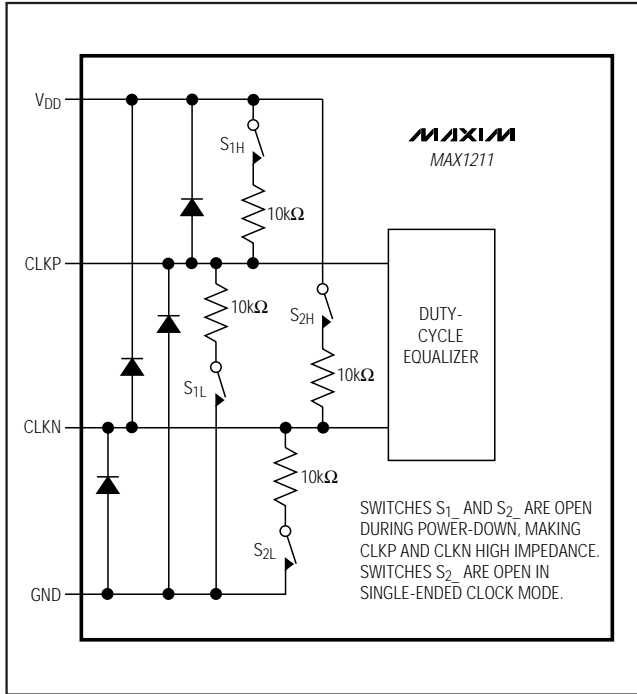 V_DD
MAXIM
MAX1211
S_1H
10kΩ
CLKP
10kΩ
S_2H
DUTY-
CYCLE
EQUALIZER
10kΩ
S_1L
CLKN
10kΩ
S_2L
SWITCHES S_1_ AND S_2_ ARE OPEN
DURING POWER-DOWN, MAKING
CLKP AND CLKN HIGH IMPEDANCE.
SWITCHES S_2_ ARE OPEN IN
SINGLE-ENDED CLOCK MODE.
GND